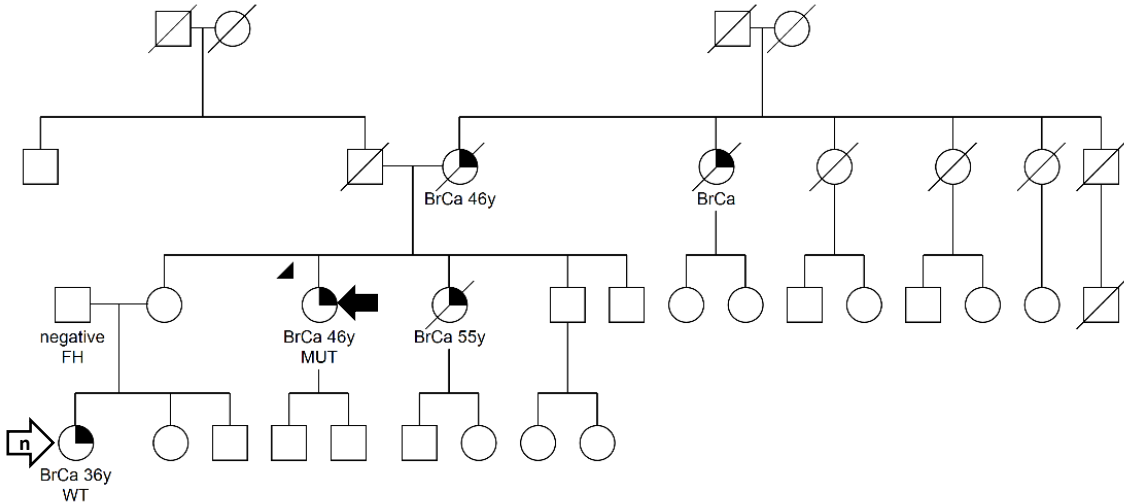 BrCa 46y
BrCa
negative
FH
BrCa 46y
MUT
BrCa 55y
n
BrCa 36y
WT